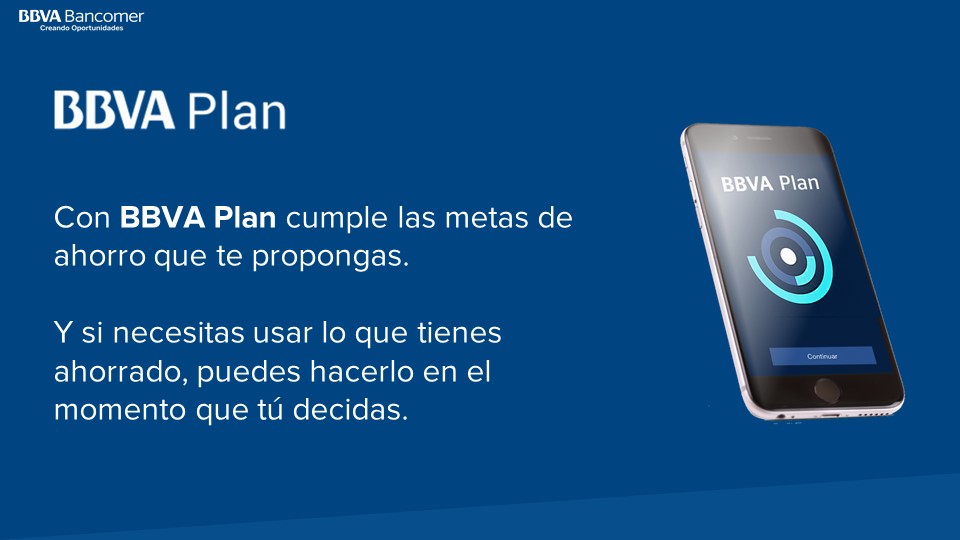 BBVA Bancomer
Creando Oportunidades
BBVA Plan
Con BBVA Plan cumple las metas de
ahorro que te propongas.
Y si necesitas usar lo que tienes
ahorrado, puedes hacerlo en el
momento que tú decidas.
BBVA Plan
Continuar